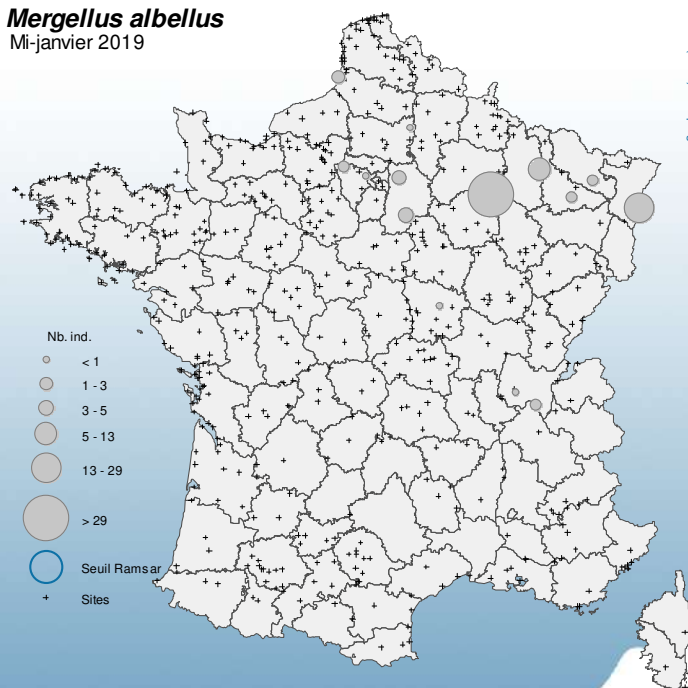 Mergellus albellus
Mi-janvier 2019
Nb. ind.
< 1
1 - 3
3 - 5
5 - 13
13 - 29
> 29
Seuil Ramsar
Sites